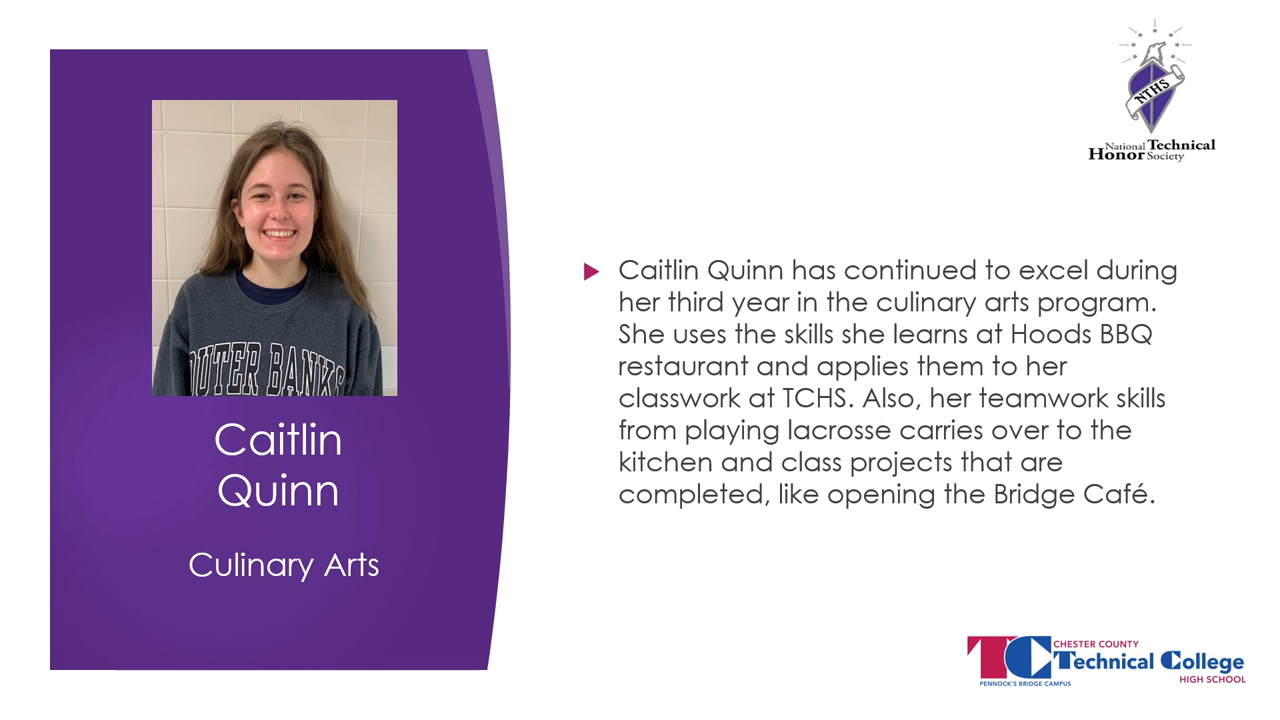 NTHS
National Technical
Honor Society
OUTER BANKS
Caitlin
Quinn
Culinary Arts
Caitlin Quinn has continued to excel during
her third year in the culinary arts program.
She uses the skills she learns at Hoods BBQ
restaurant and applies them to her
classwork at TCHS. Also, her teamwork skills
from playing lacrosse carries over to the
kitchen and class projects that are
completed, like opening the Bridge Café.
TC
CHESTER COUNTY
Technical College
HIGH SCHOOL
PENNOCK'S BRIDGE CAMPUS